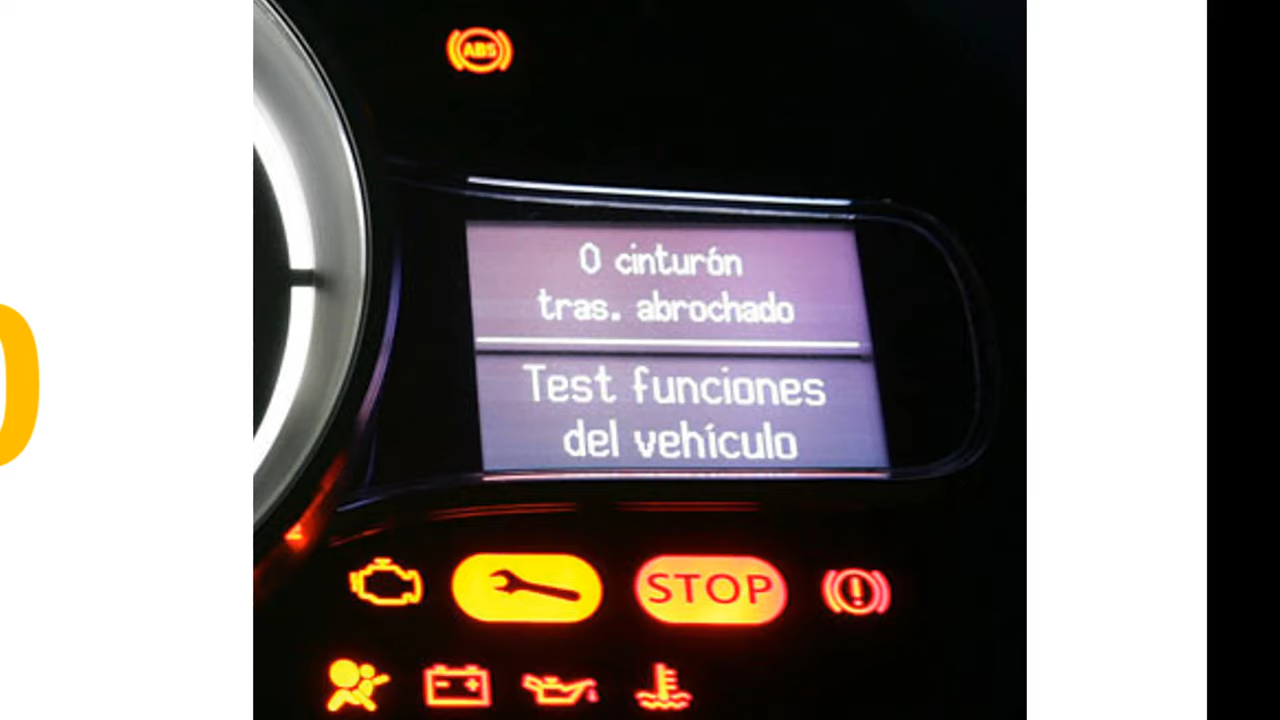 ABS
0 cinturón
tras. abrochado
Test funciones
del vehículo
STOP